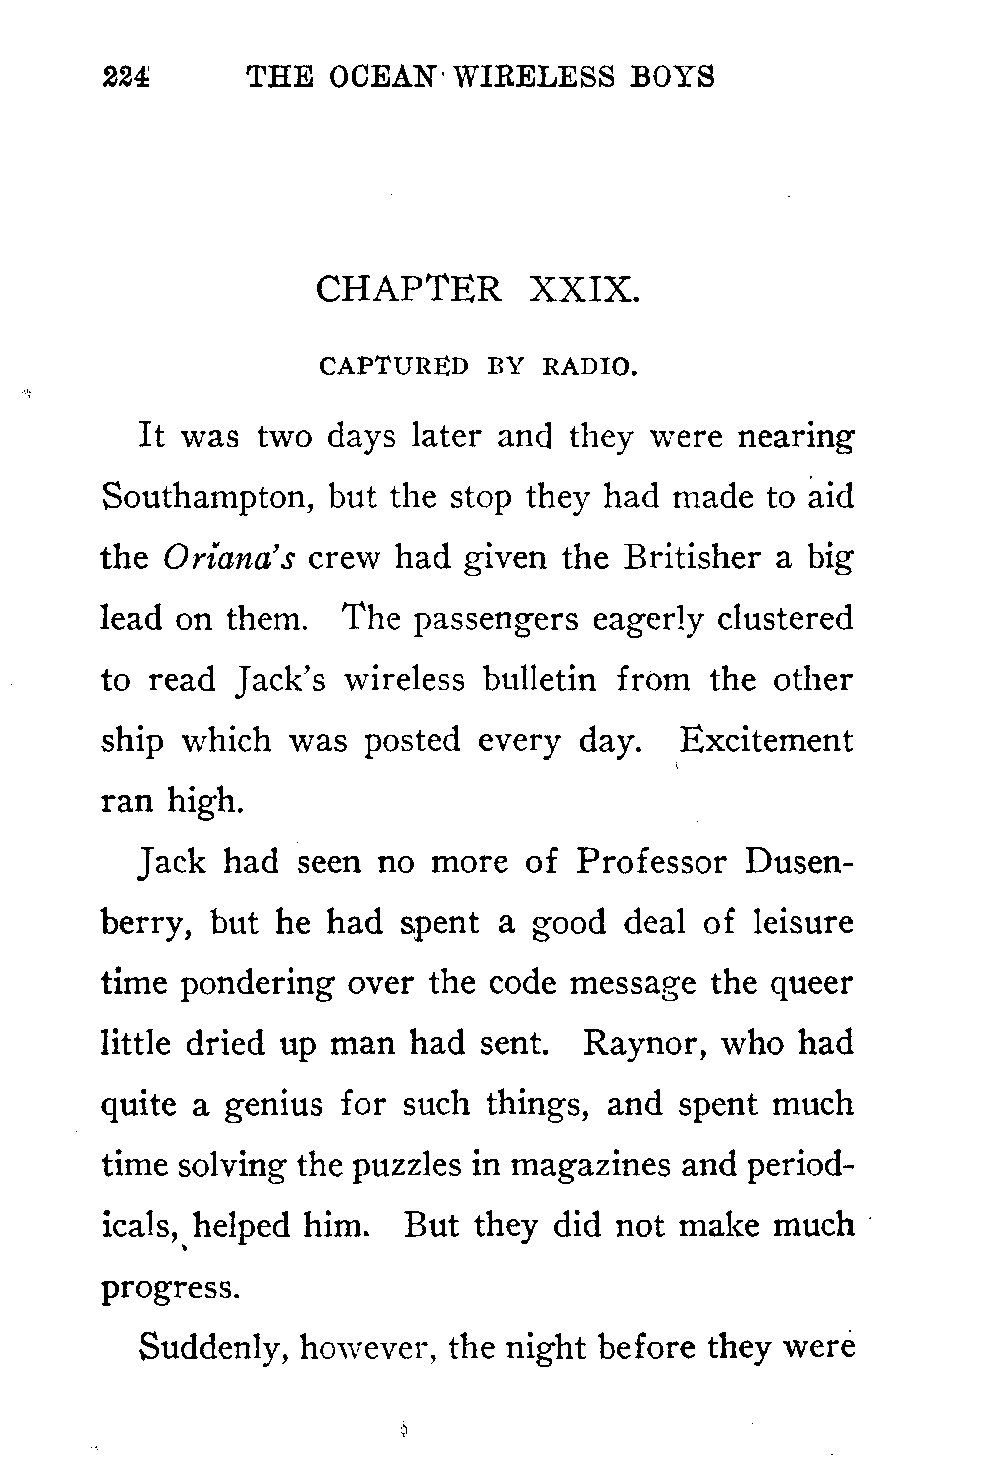 224 THE OCEAN WIRELESS BOYS
CHAPTER XXIX.
CAPTURED BY RADIO.
It was two days later and they were nearing
Southampton, but the stop they had made to aid
the Oriana's crew had given the Britisher a big
lead on them. The passengers eagerly clustered
to read Jack's wireless bulletin from the other
ship which was posted every day. Excitement
ran high.
Jack had seen no more of Professor Dusen-
berry, but he had spent a good deal of leisure
time pondering over the code message the queer
little dried up man had sent. Raynor, who had
quite a genius for such things, and spent much
time solving the puzzles in magazines and period-
icals, helped him. But they did not make much
progress.
Suddenly, however, the night before they were